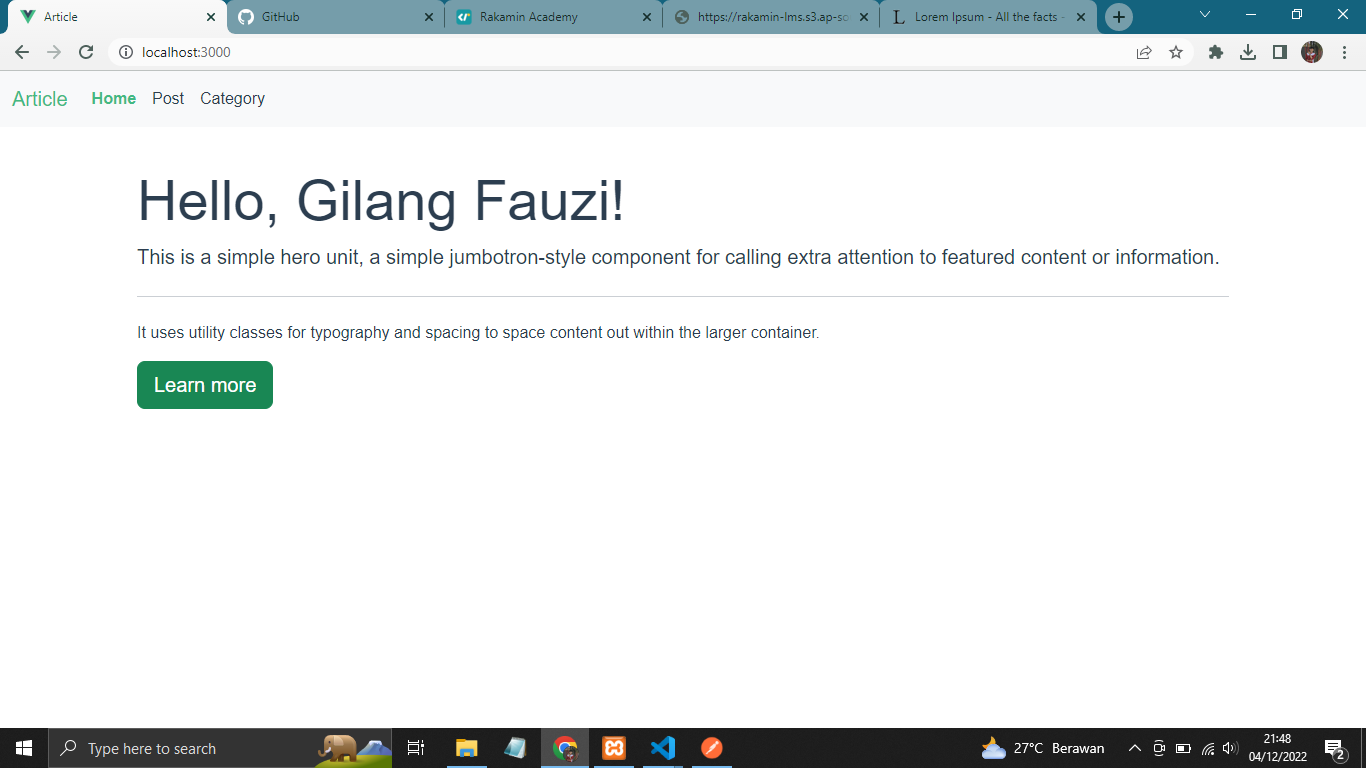 Article
GitHub
Rakamin Academy
https://rakamin-lms.s3.ap-so
Lorem Ipsum - All the facts -
localhost:3000
Article Home Post Category
Hello, Gilang Fauzi!
This is a simple hero unit, a simple jumbotron-style component for calling extra attention to featured content or information.
It uses utility classes for typography and spacing to space content out within the larger container.
Learn more
Type here to search
27°C Berawan
21:48
04/12/2022
2